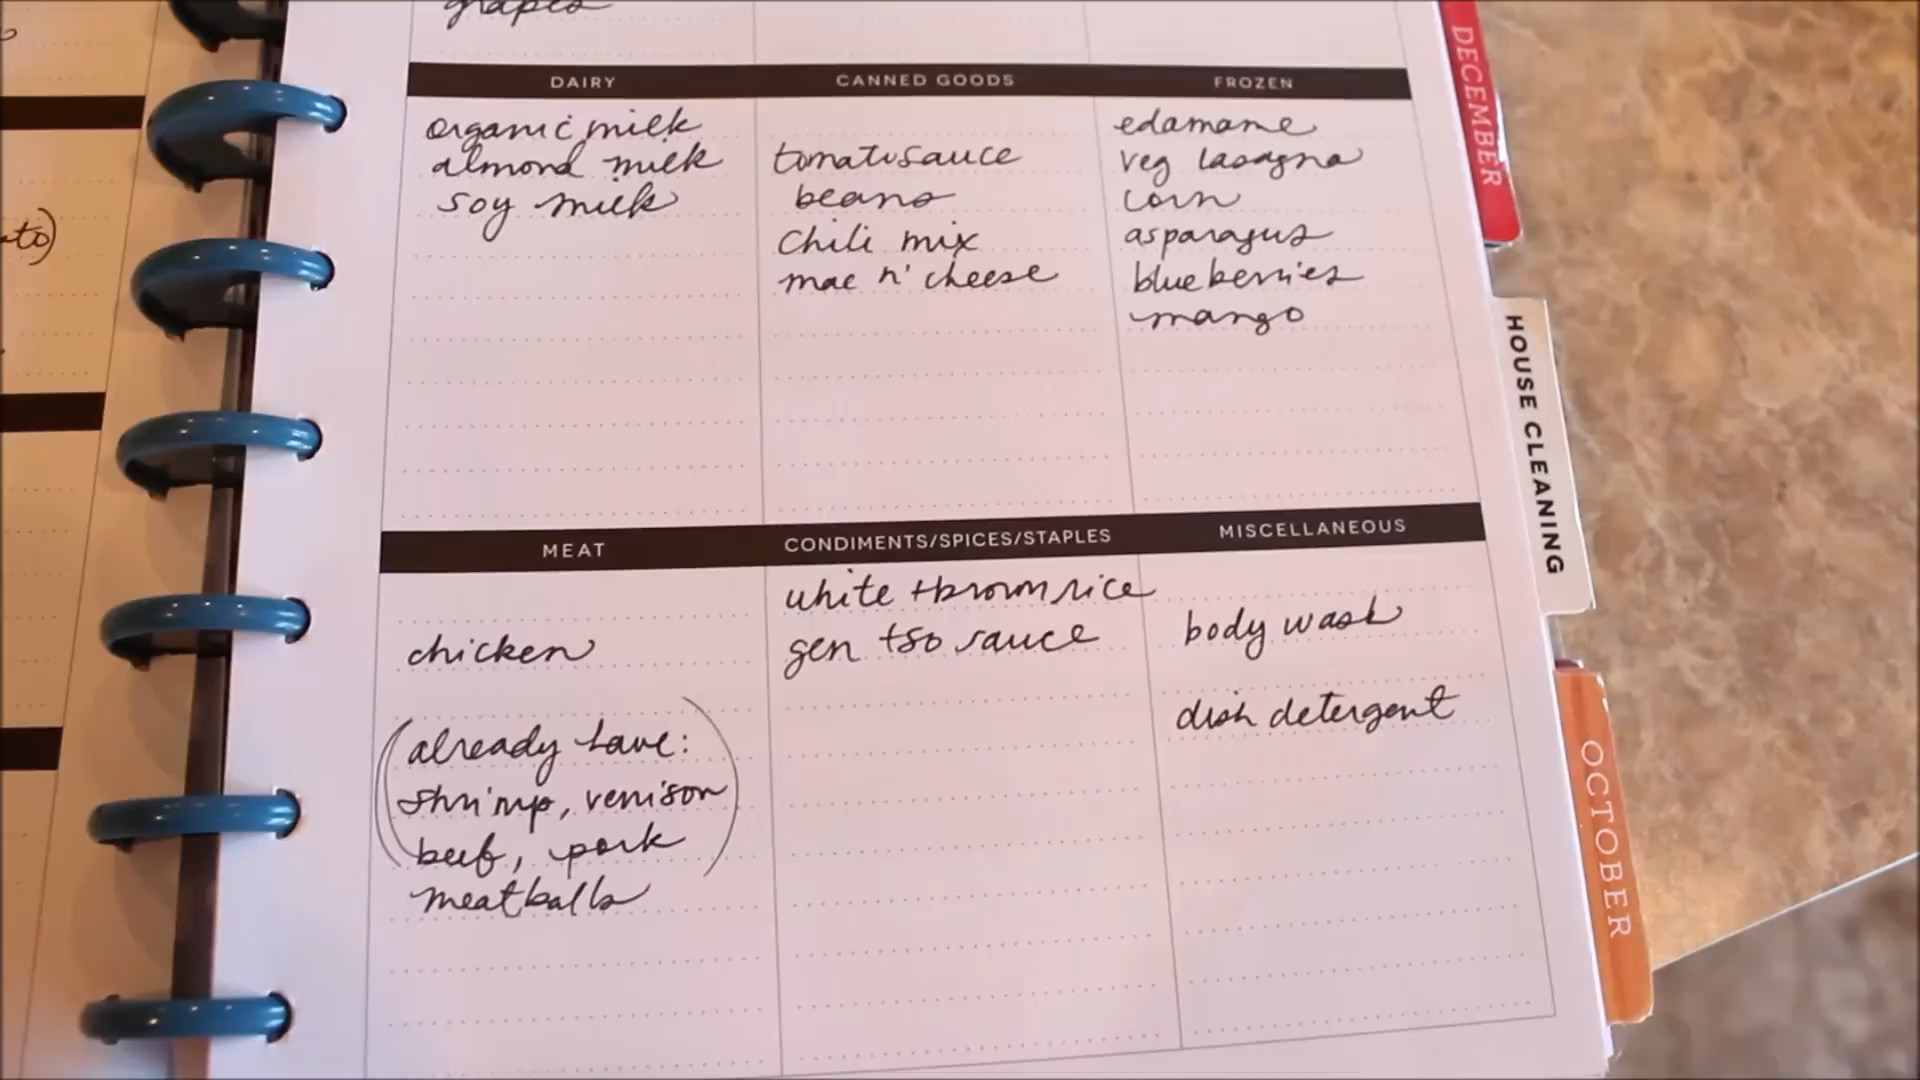 grapes
DAIRY
organic milk
almond milk
soy milk
CANNED GOODS
tomato sauce
beans
Chili mix
mac n' cheese
FROZEN
edamame
veg lasagna
corn
asparagus
blueberries
mango
MEAT
chicken
(already have:
shrimp, venison
beef, pork)
meatballs
CONDIMENTS/SPICES/STAPLES
white + brown rice
gen tso sauce
MISCELLANEOUS
body wash
dish detergent
ato)
DECEMBER
HOUSE CLEANING
OCTOBER